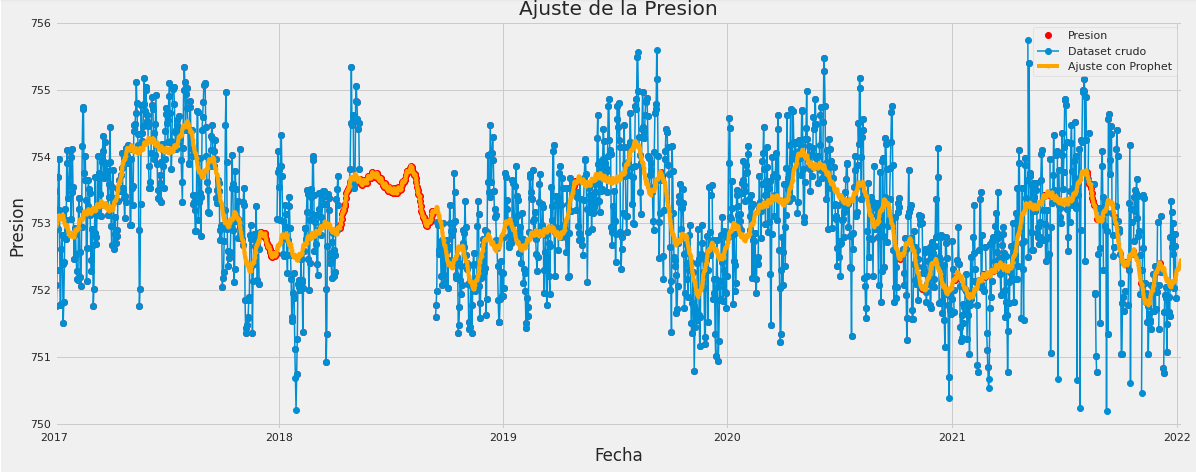 Ajuste de la Presion
756
755
754
753
752
751
750
Presion
Presion
Dataset crudo
Ajuste con Prophet
2017
2018
2019
2020
2021
2022
Fecha